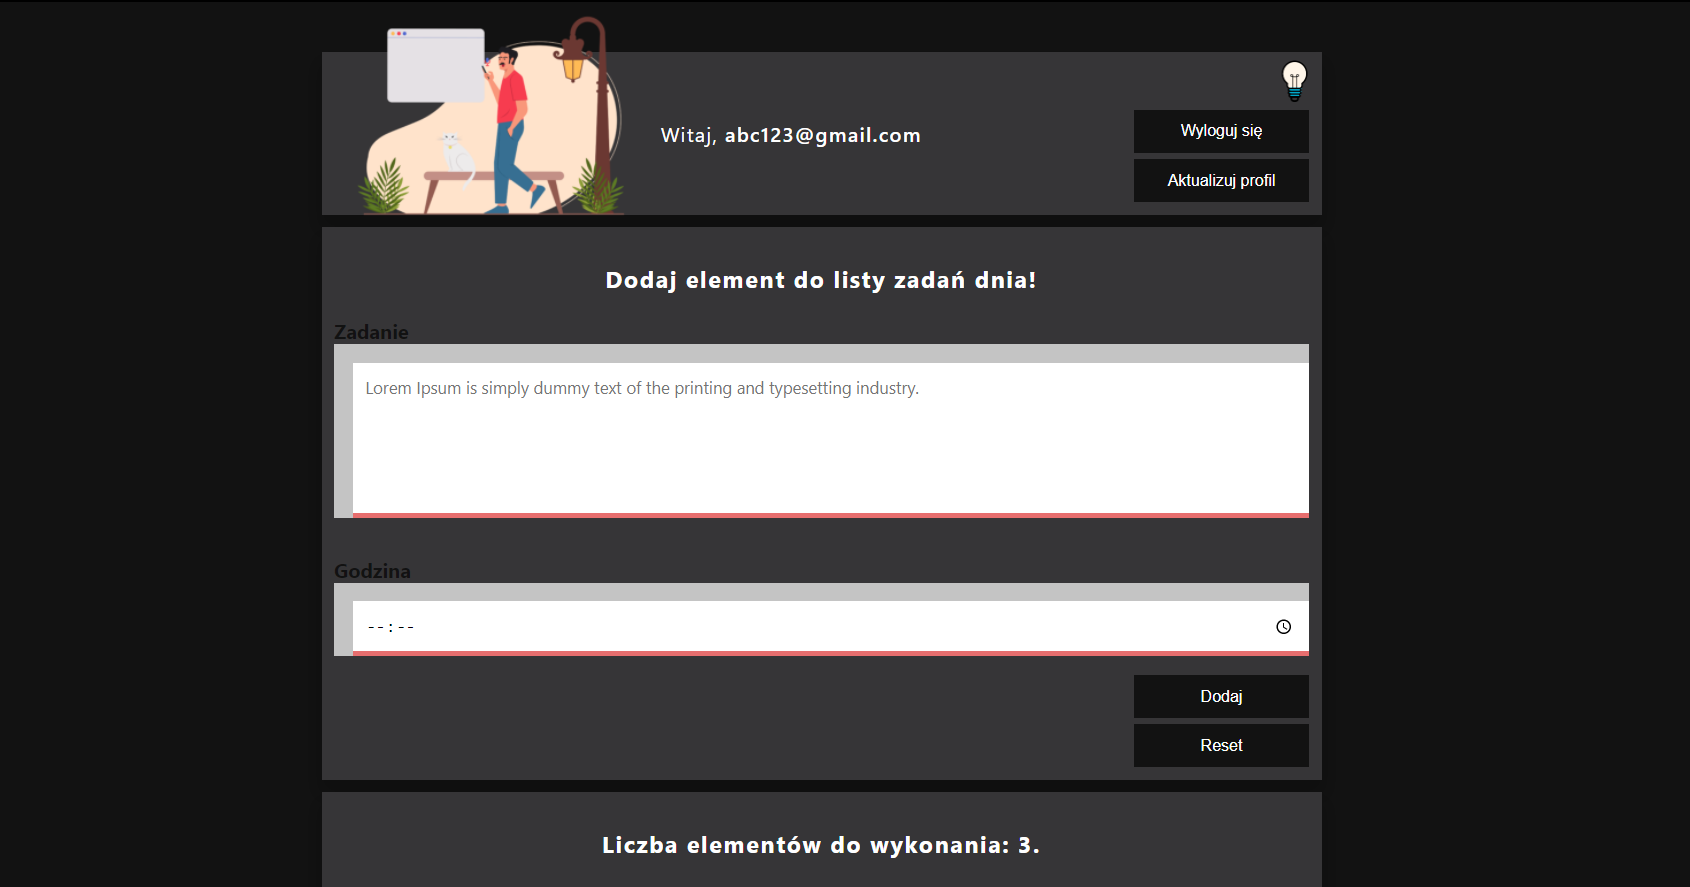 Witaj, abc123@gmail.com
Wyloguj się
Aktualizuj profil
Dodaj element do listy zadań dnia!
Zadanie
Lorem Ipsum is simply dummy text of the printing and typesetting industry.
Godzina
--:--
Dodaj
Reset
Liczba elementów do wykonania: 3.